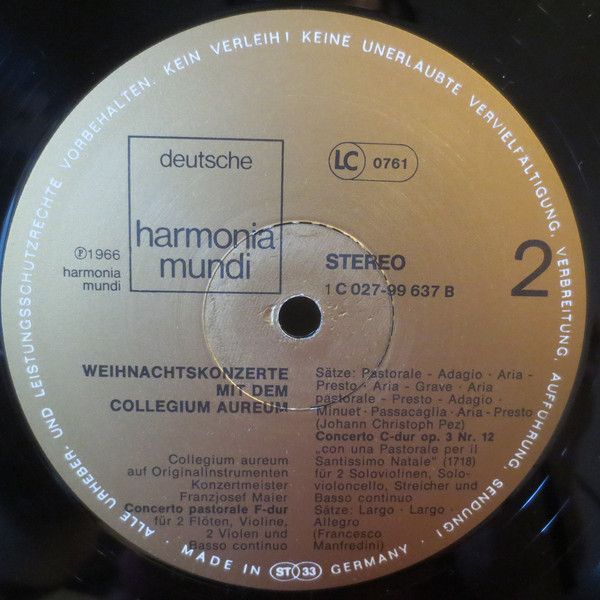 ALLE URHEBER- UND LEISTUNGSSCHUTZRECHTE VORBEHALTEN. KEIN VERLEIH! KEINE UNERLAUBTE VERVIELFÄLTIGUNG, VERBREITUNG, AUFFÜHRUNG, SENDUNG!
deutsche
harmonia
mundi
LC 0761
℗1966
harmonia
mundi
STEREO
1 C 027-99 637 B
2
WEIHNACHTSKONZERTE
MIT DEM
COLLEGIUM AUREUM
Collegium aureum
auf Originalinstrumenten
Konzertmeister
Franzjosef Maier
Concerto pastorale F-dur
für 2 Flöten, Violine,
2 Violen und
Basso continuo
Sätze: Pastorale - Adagio · Aria -
Presto · Aria - Grave · Aria
pastorale - Presto - Adagio ·
Minuet · Passacaglia · Aria - Presto
(Johann Christoph Pez)
Concerto C-dur op. 3 Nr. 12
„con una Pastorale per il
Santissimo Natale" (1718)
für 2 Soloviolinen, Solo-
violoncello, Streicher und
Basso continuo
Sätze: Largo · Largo ·
Allegro
(Francesco
Manfredini)
· MADE IN ST 33 GERMANY ·